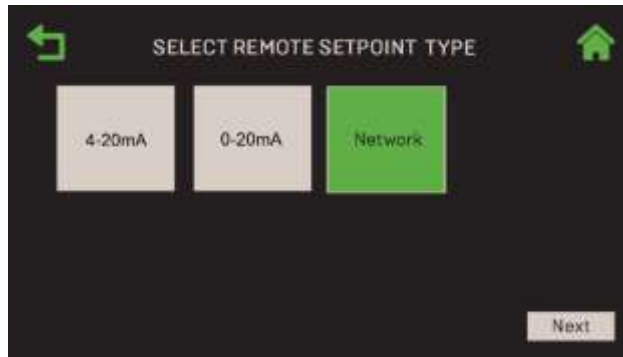 SELECT REMOTE SETPOINT TYPE
4-20mA
0-20mA
Network
Next